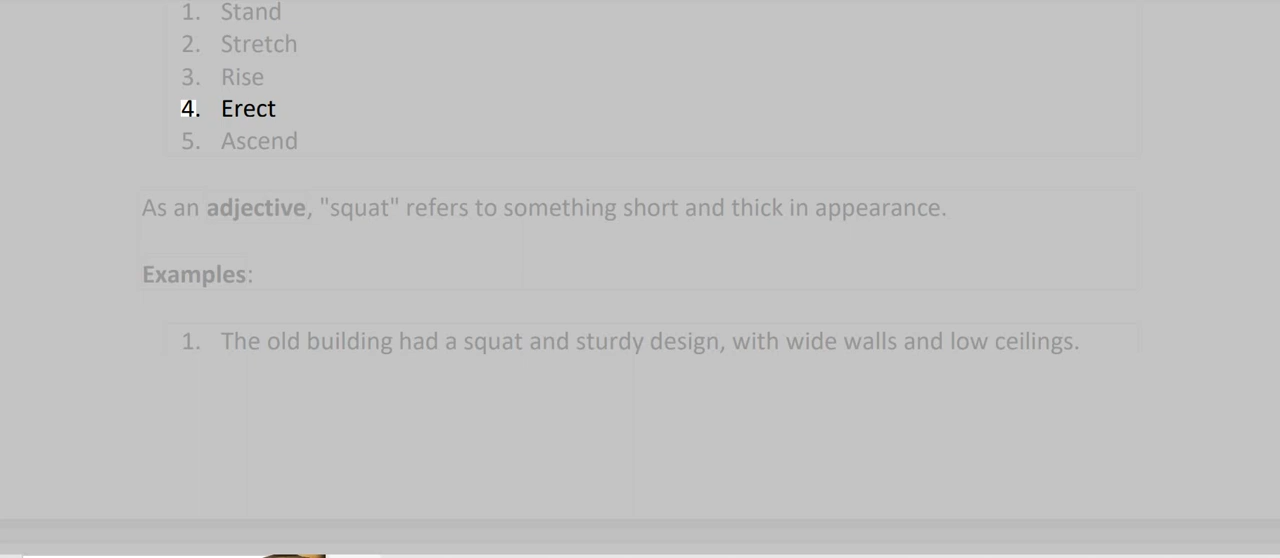 1. Stand
2. Stretch
3. Rise
4. Erect
5. Ascend
As an adjective, "squat" refers to something short and thick in appearance.
Examples:
1. The old building had a squat and sturdy design, with wide walls and low ceilings.